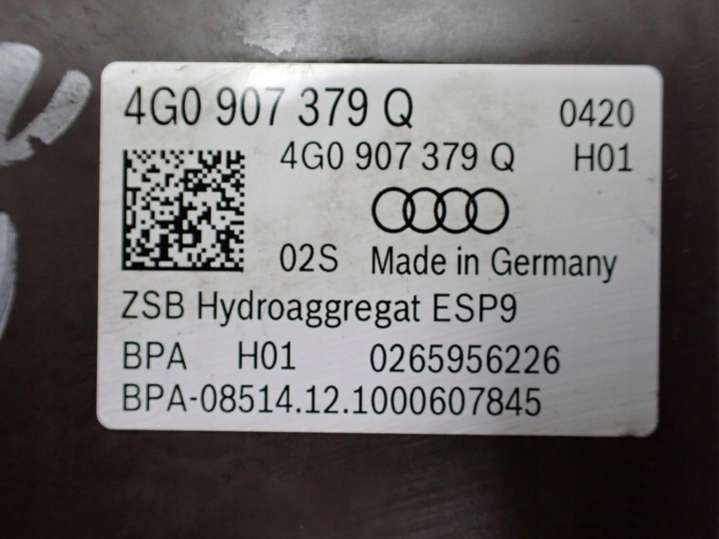 4G0 907 379 Q 0420
4G0 907 379 Q H01
02S Made in Germany
ZSB Hydroaggregat ESP9
BPA H01 0265956226
BPA-08514.12.1000607845